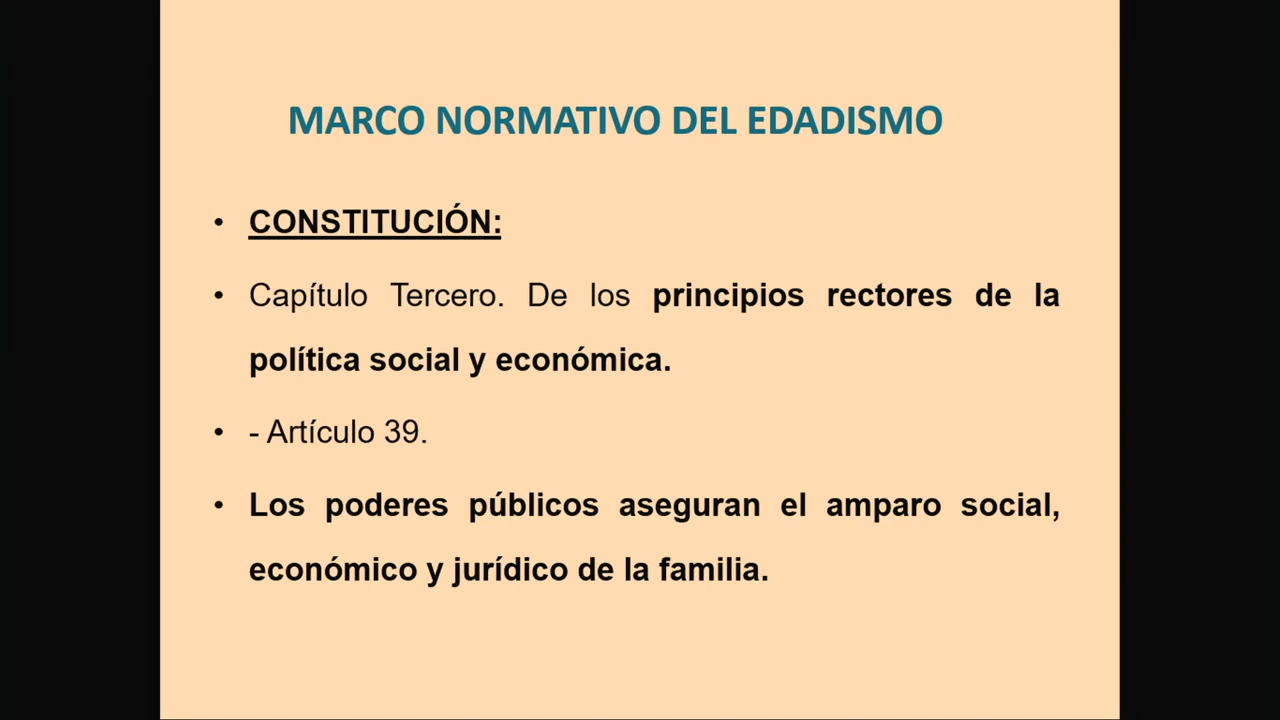 MARCO NORMATIVO DEL EDADISMO
• CONSTITUCIÓN:
• Capítulo Tercero. De los principios rectores de la
política social y económica.
• - Artículo 39.
• Los poderes públicos aseguran el amparo social,
económico y jurídico de la familia.